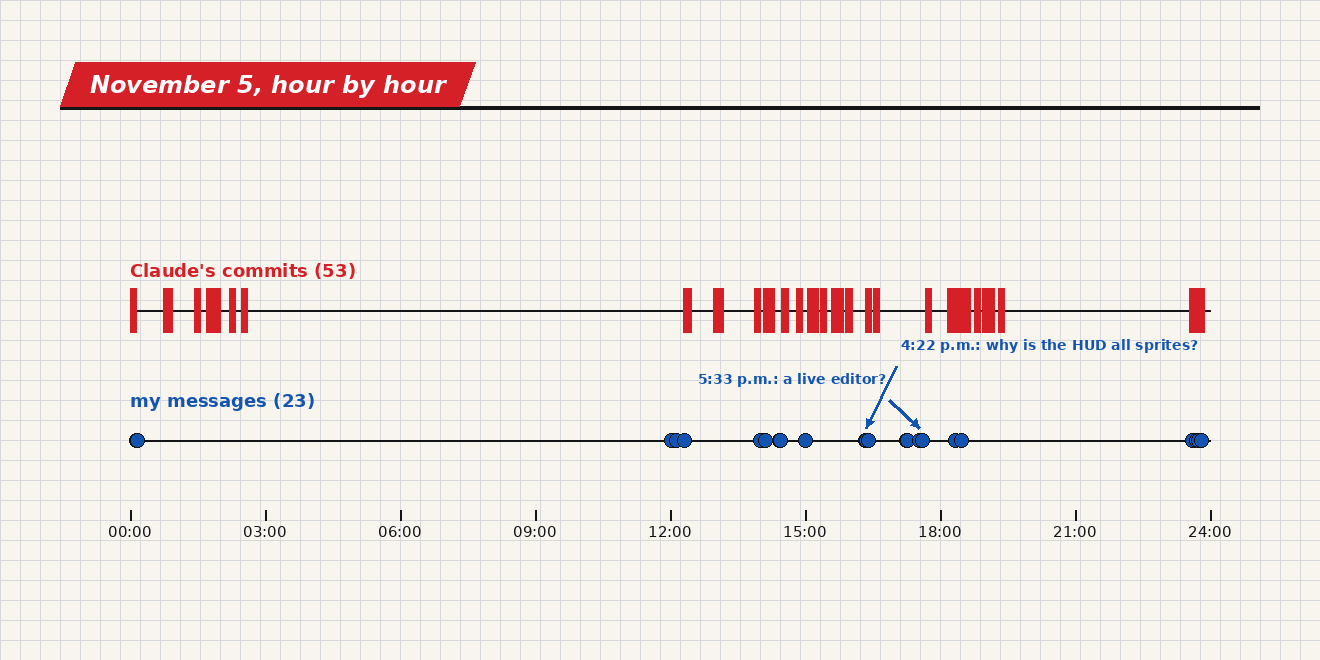 November 5, hour by hour
Claude's commits (53)
4:22 p.m.: why is the HUD all sprites?
5:33 p.m.: a live editor?
my messages (23)
00:00 03:00 06:00 09:00 12:00 15:00 18:00 21:00 24:00